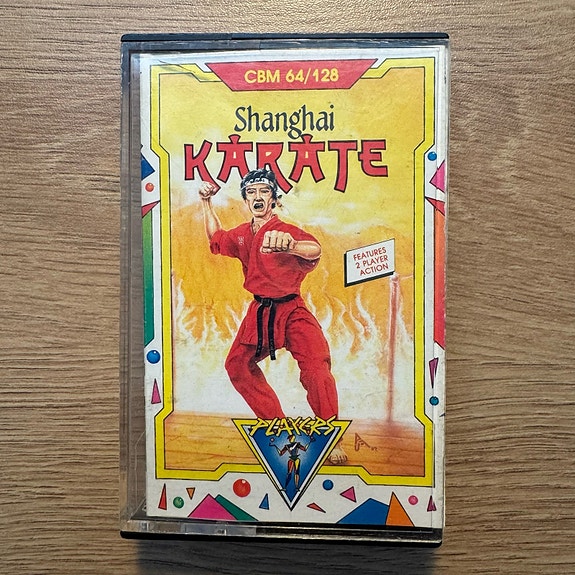 CBM 64/128
Shanghai
KARATE
FEATURES
2 PLAYER
ACTION
PLAYERS